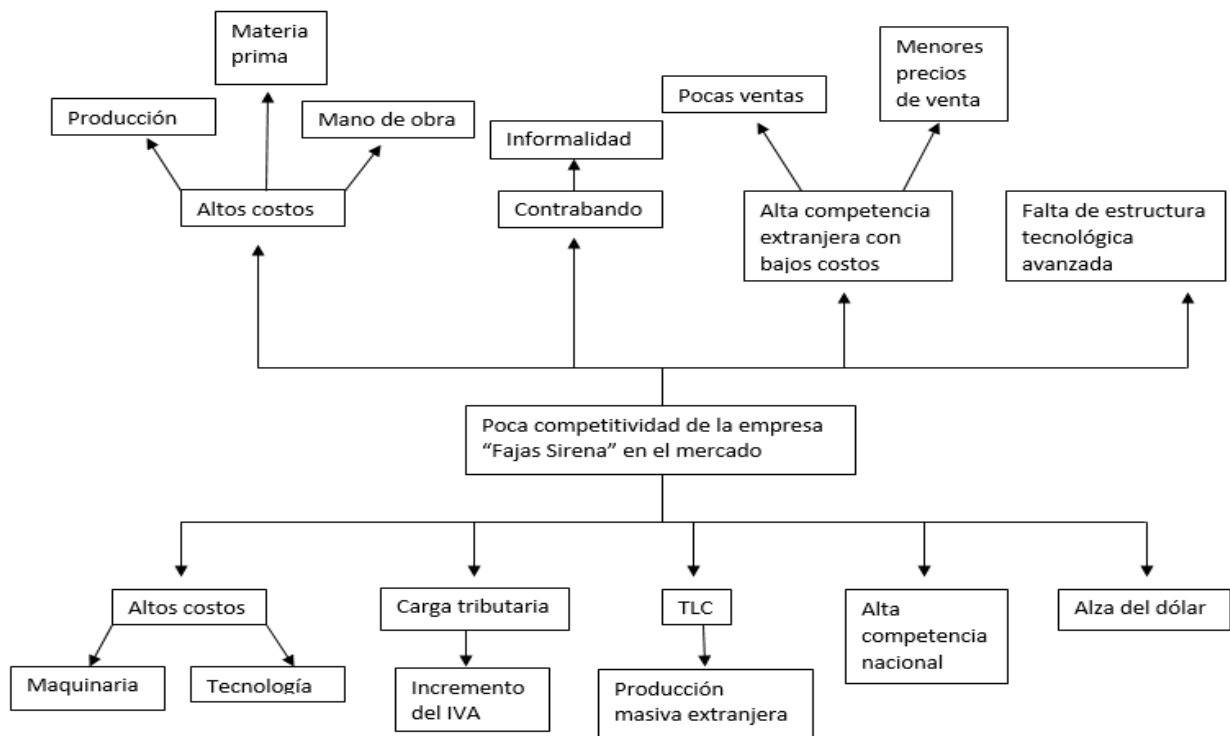 Materia
prima
Menores
precios
de venta
Pocas ventas
Producción
Mano de obra
Informalidad
Altos costos
Contrabando
Alta competencia
extranjera con
bajos costos
Falta de estructura
tecnológica
avanzada
Poca competitividad de la empresa
“Fajas Sirena” en el mercado
Altos costos
Carga tributaria
TLC
Alta
competencia
nacional
Alza del dólar
Maquinaria
Tecnología
Incremento
del IVA
Producción
masiva extranjera